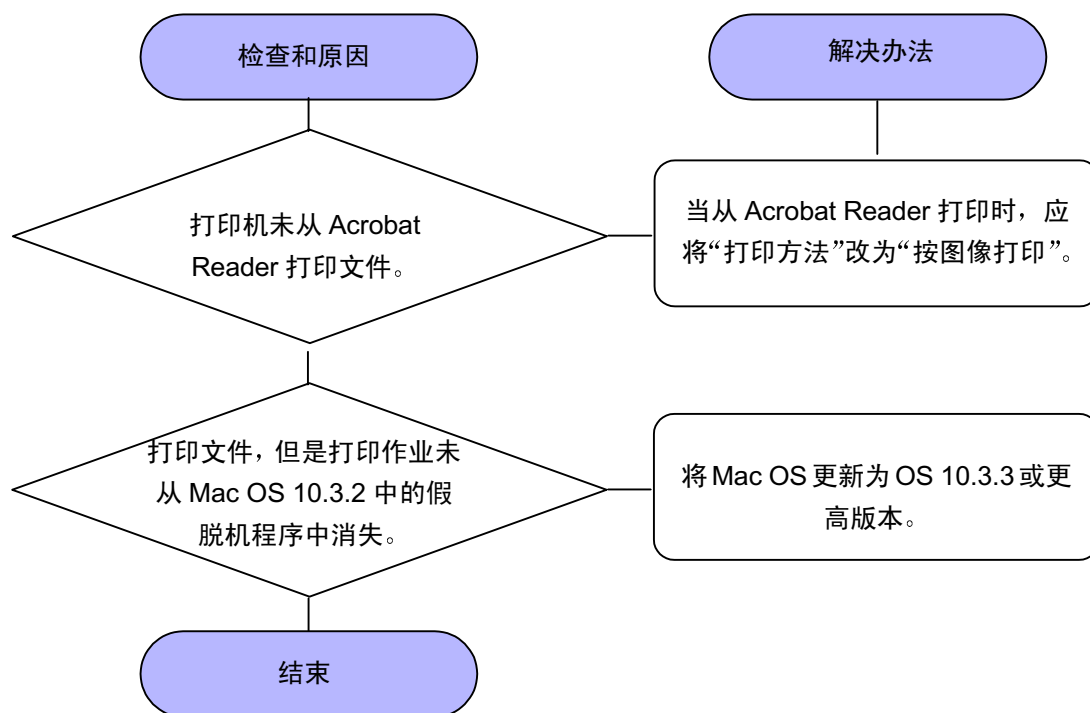 检查和原因
解决办法
打印机未从 Acrobat
Reader 打印文件。
当从 Acrobat Reader 打印时，应
将“打印方法”改为“按图像打印”。
打印文件，但是打印作业未
从 Mac OS 10.3.2 中的假
脱机程序中消失。
将 Mac OS 更新为 OS 10.3.3 或更
高版本。
结束